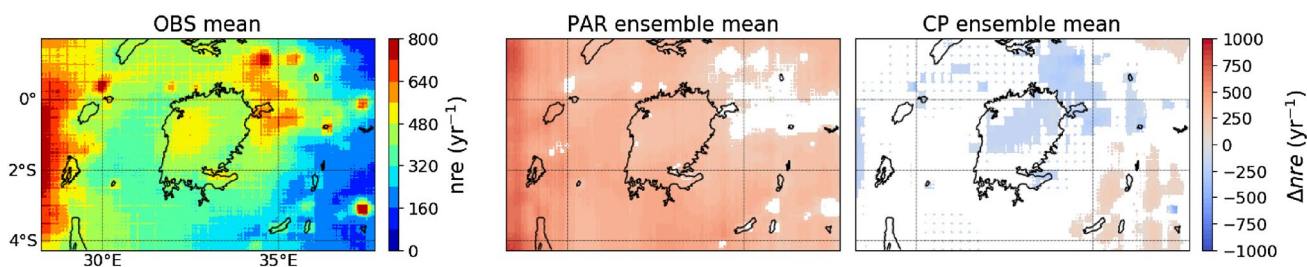 OBS mean
PAR ensemble mean
CP ensemble mean
800
640
480
320
160
0
nre (yr⁻¹)
1000
750
500
250
0
−250
−500
−750
−1000
Δnre (yr⁻¹)
0°
2°S
4°S
30°E
35°E